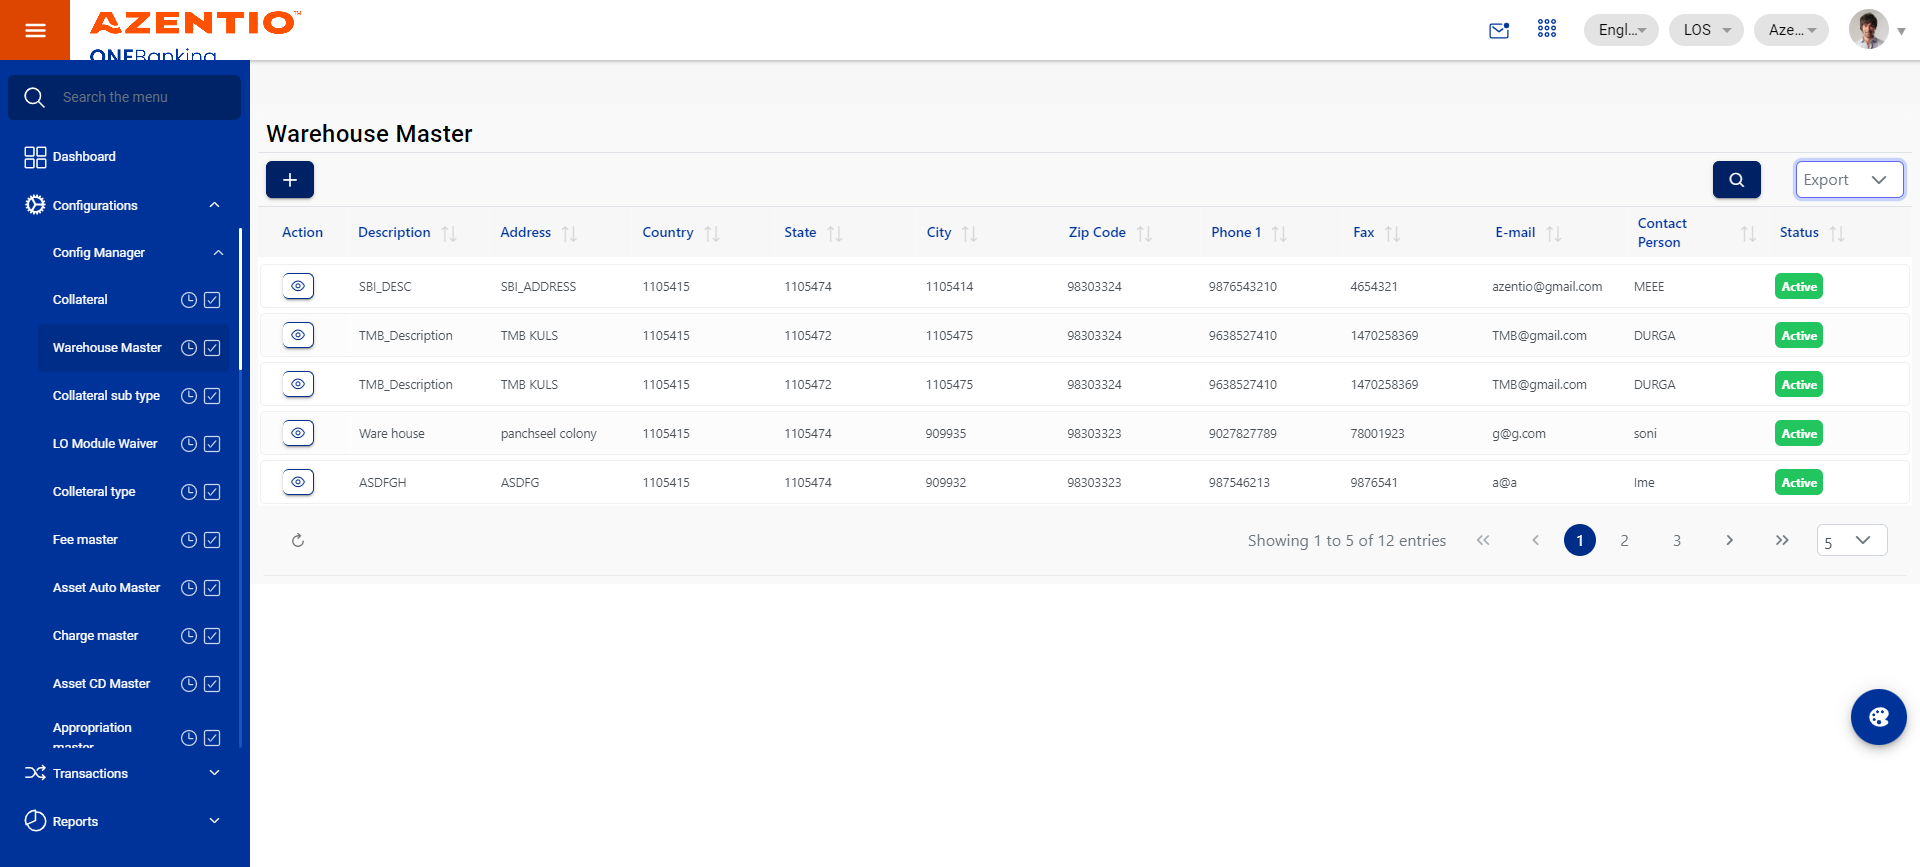 AZENTIO™
ONEBanking
Engl...
LOS
Aze...
Search the menu
Dashboard
Configurations
Config Manager
Collateral
Warehouse Master
Collateral sub type
LO Module Waiver
Colleteral type
Fee master
Asset Auto Master
Charge master
Asset CD Master
Appropriation
master
Transactions
Reports
Warehouse Master
Export
Action Description Address Country State City Zip Code Phone 1 Fax E-mail Contact Person Status
SBI_DESC SBI_ADDRESS 1105415 1105474 1105414 98303324 9876543210 4654321 azentio@gmail.com MEEE Active
TMB_Description TMB KULS 1105415 1105472 1105475 98303324 9638527410 1470258369 TMB@gmail.com DURGA Active
TMB_Description TMB KULS 1105415 1105472 1105475 98303324 9638527410 1470258369 TMB@gmail.com DURGA Active
Ware house panchseel colony 1105415 1105474 909935 98303323 9027827789 78001923 g@g.com soni Active
ASDFGH ASDFG 1105415 1105474 909932 98303323 987546213 9876541 a@a Ime Active
Showing 1 to 5 of 12 entries 1 2 3 5